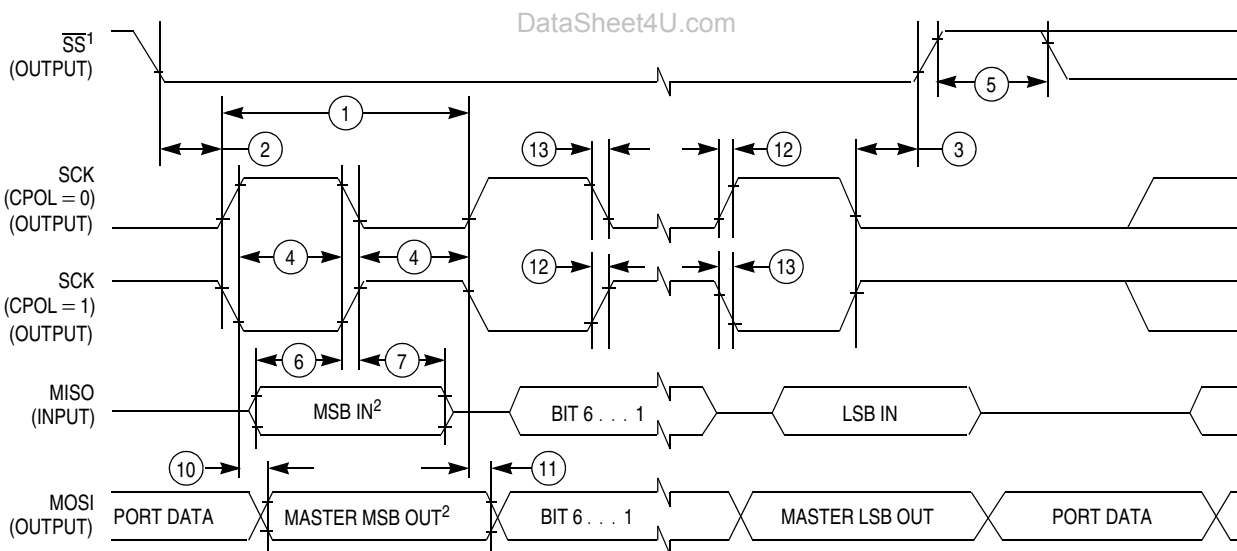 DataSheet4U.com
SS¹
(OUTPUT)
5
1
2
13
12
3
SCK
(CPOL = 0)
(OUTPUT)
4
4
12
13
SCK
(CPOL = 1)
(OUTPUT)
6
7
MISO
(INPUT)
MSB IN²
BIT 6 . . . 1
LSB IN
10
11
MOSI
(OUTPUT)
PORT DATA
MASTER MSB OUT²
BIT 6 . . . 1
MASTER LSB OUT
PORT DATA